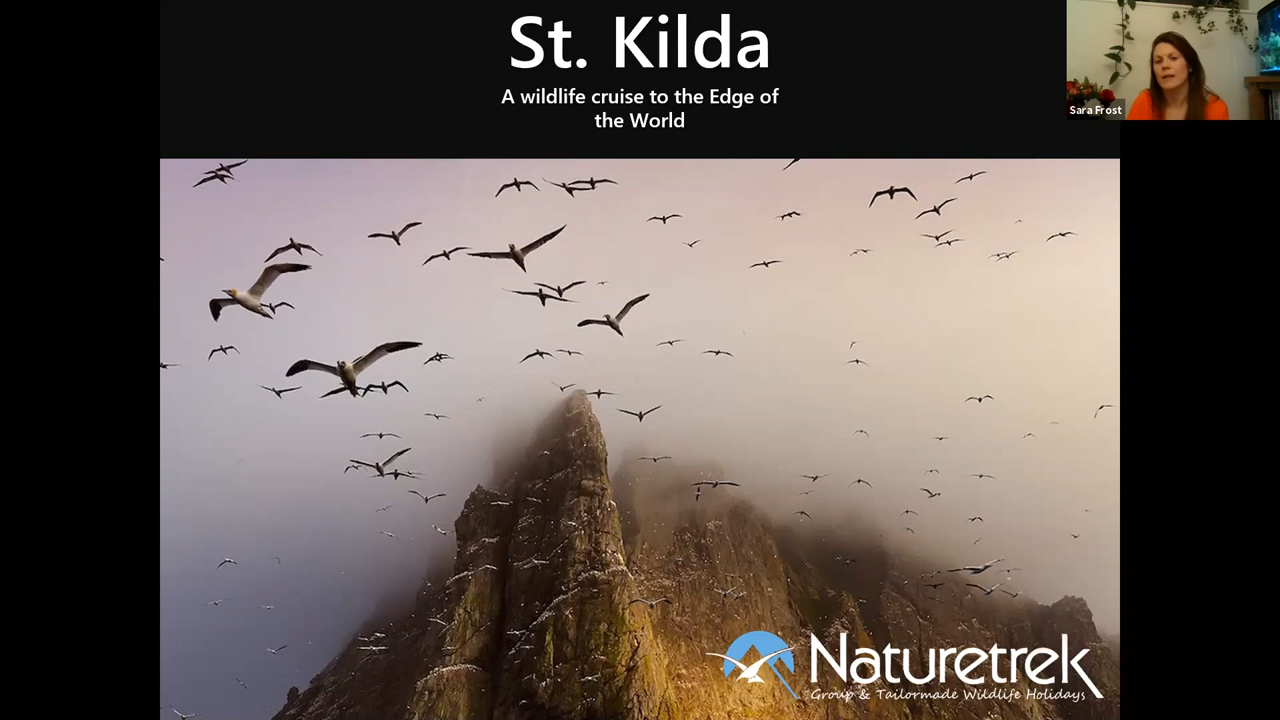 St. Kilda
A wildlife cruise to the Edge of
the World
Sara Frost
Naturetrek
Group & Tailormade Wildlife Holidays